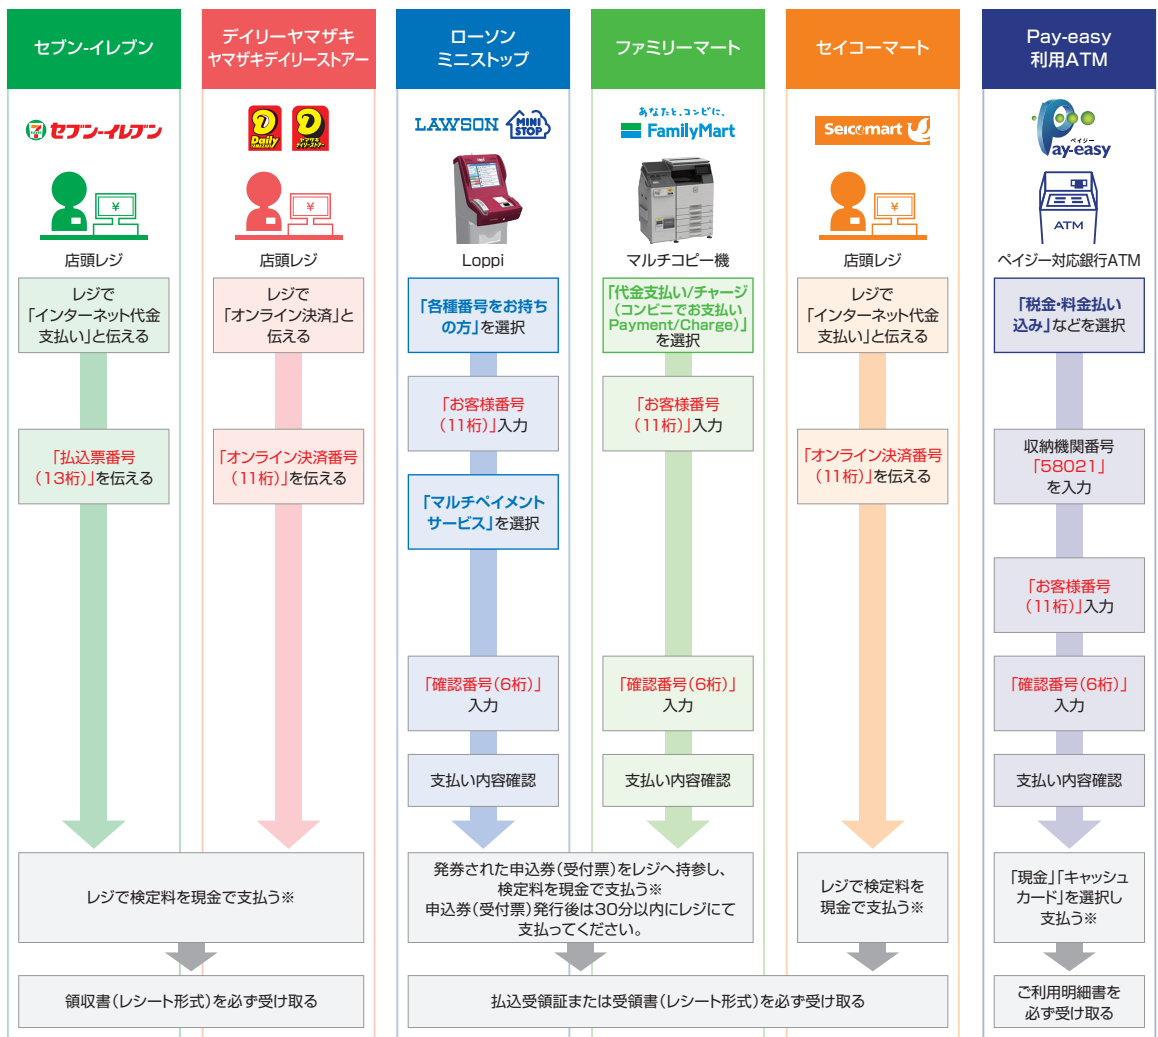 セブン-イレブン
デイリーヤマザキ
ヤマザキデイリーストアー
ローソン
ミニストップ
ファミリーマート
セイコーマート
Pay-easy
利用ATM
セブン-イレブン
Daily
YAMAZAKI
ヤマザキ
デイリーストアー
LAWSON
MINI
STOP
あなたと、コンビに、
FamilyMart
Seicomart
ペイジー
Pay-easy
¥
¥
¥
ATM
店頭レジ
店頭レジ
Loppi
マルチコピー機
店頭レジ
ペイジー対応銀行ATM
レジで
「インターネット代金
支払い」と伝える
レジで
「オンライン決済」と
伝える
「各種番号をお持ち
の方」を選択
「代金支払い/チャージ
(コンビニでお支払い
Payment/Charge)」
を選択
レジで
「インターネット代金
支払い」と伝える
「税金・料金払い
込み」などを選択
「お客様番号
(11桁)」入力
「お客様番号
(11桁)」入力
「払込票番号
(13桁)」を伝える
「オンライン決済番号
(11桁)」を伝える
「マルチペイメント
サービス」を選択
「オンライン決済番号
(11桁)」を伝える
収納機関番号
「58021」
を入力
「お客様番号
(11桁)」入力
「確認番号(6桁)」
入力
「確認番号(6桁)」
入力
「確認番号(6桁)」
入力
支払い内容確認
支払い内容確認
支払い内容確認
レジで検定料を現金で支払う※
発券された申込券(受付票)をレジへ持参し、
検定料を現金で支払う※
申込券(受付票)発行後は30分以内にレジにて
支払ってください。
レジで検定料を
現金で支払う※
「現金」「キャッシュ
カード」を選択し
支払う※
領収書(レシート形式)を必ず受け取る
払込受領証または受領書(レシート形式)を必ず受け取る
ご利用明細書を
必ず受け取る